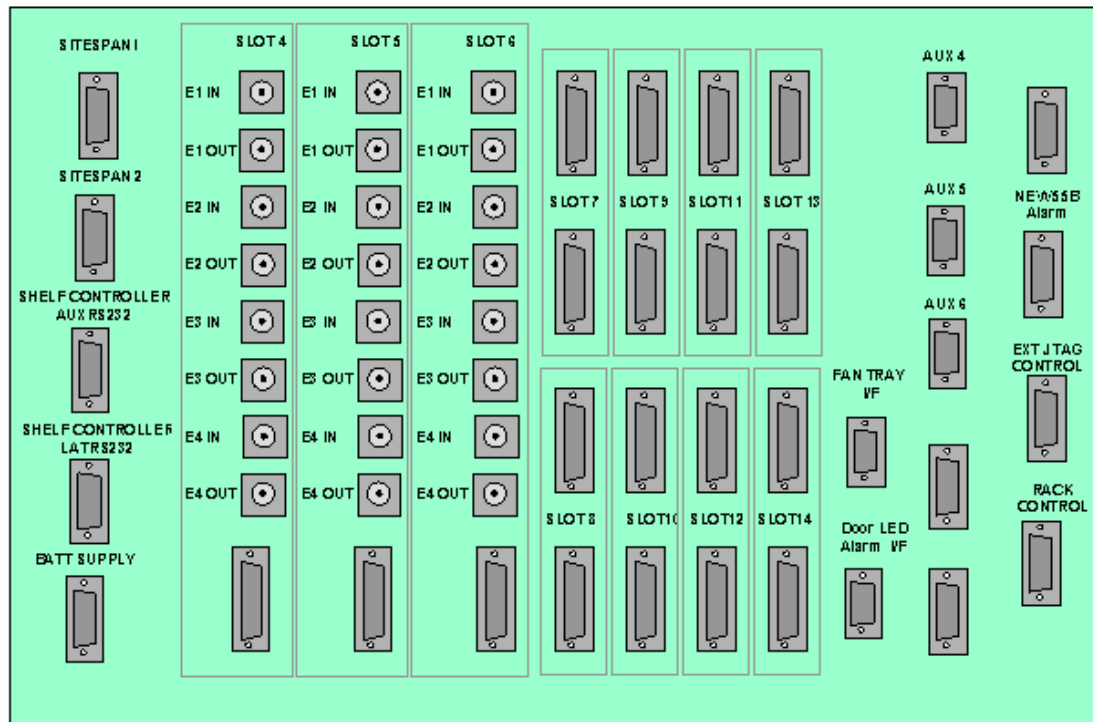 SITESPAN 1
SITESPAN 2
SHELF CONTROLLER
AUX RS232
SHELF CONTROLLER
LAT RS232
BATT SUPPLY
SLOT 4
E1 IN
E1 OUT
E2 IN
E2 OUT
E3 IN
E3 OUT
E4 IN
E4 OUT
SLOT 5
E1 IN
E1 OUT
E2 IN
E2 OUT
E3 IN
E3 OUT
E4 IN
E4 OUT
SLOT 6
E1 IN
E1 OUT
E2 IN
E2 OUT
E3 IN
E3 OUT
E4 IN
E4 OUT
SLOT 7
SLOT 9
SLOT 11
SLOT 13
SLOT 8
SLOT 10
SLOT 12
SLOT 14
FAN TRAY
I/F
Door LED
Alarm I/F
AUX 4
AUX 5
AUX 6
Alarm
EXT JTAG
CONTROL
RACK
CONTROL